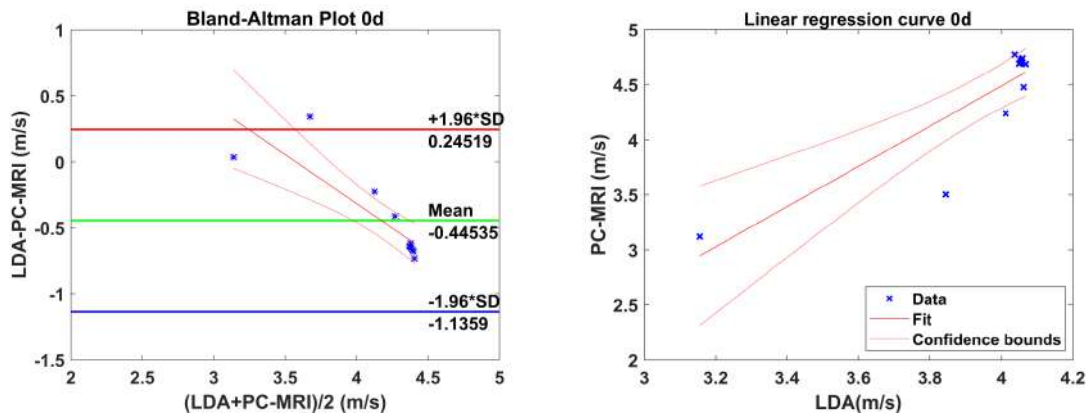 Bland-Altman Plot 0d
1
0.5
0
-0.5
-1
-1.5
LDA-PC-MRI (m/s)
+1.96*SD
0.24519
Mean
-0.44535
-1.96*SD
-1.1359
2 2.5 3 3.5 4 4.5 5
(LDA+PC-MRI)/2 (m/s)
Linear regression curve 0d
5
4.5
4
3.5
3
2.5
2
PC-MRI (m/s)
Data
Fit
Confidence bounds
3 3.2 3.4 3.6 3.8 4 4.2
LDA(m/s)